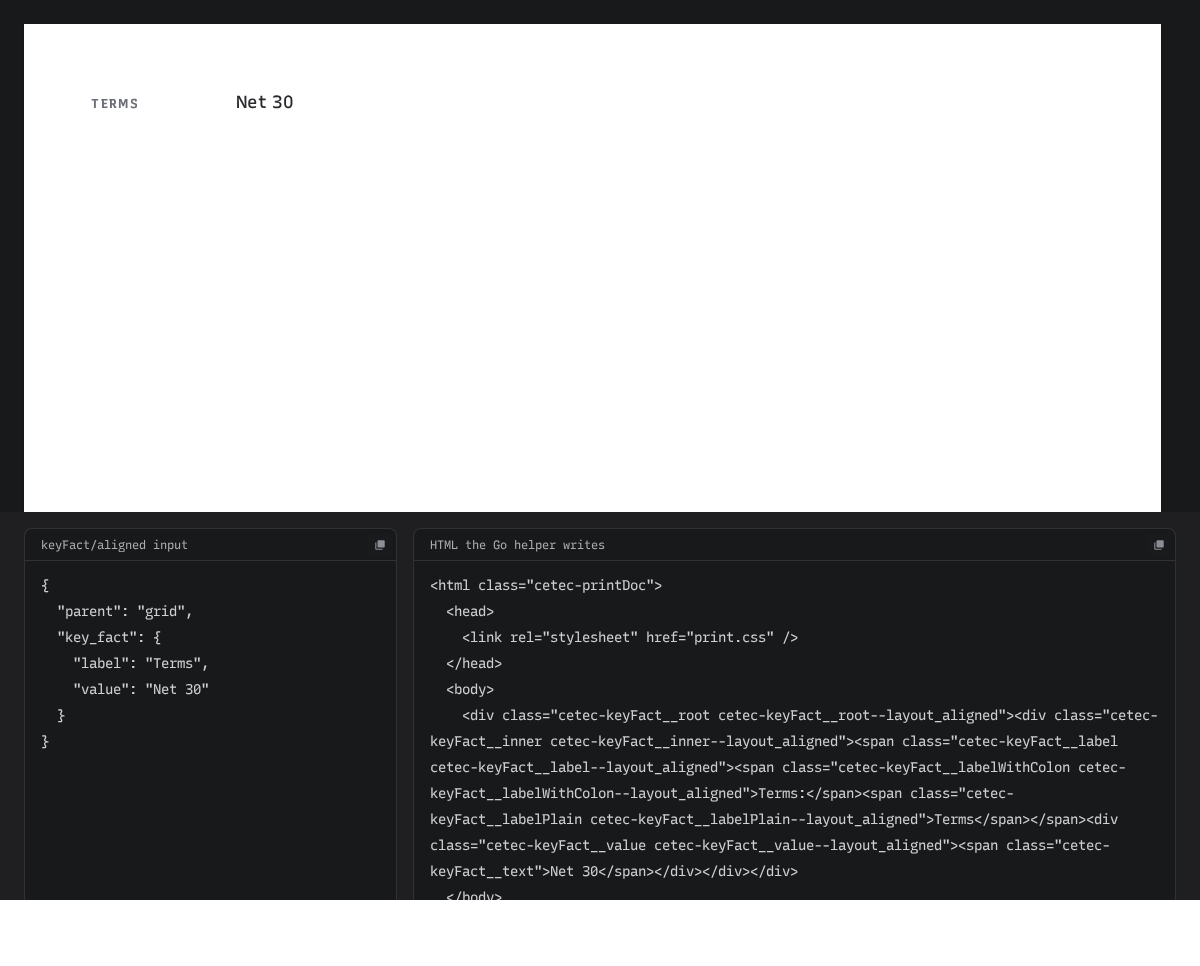 TERMS Net 30
keyFact/aligned input
{
  "parent": "grid",
  "key_fact": {
    "label": "Terms",
    "value": "Net 30"
  }
}
HTML the Go helper writes
<html class="cetec-printDoc">
  <head>
    <link rel="stylesheet" href="print.css" />
  </head>
  <body>
    <div class="cetec-keyFact__root cetec-keyFact__root--layout_aligned"><div class="cetec-
keyFact__inner cetec-keyFact__inner--layout_aligned"><span class="cetec-keyFact__label
cetec-keyFact__label--layout_aligned"><span class="cetec-keyFact__labelWithColon cetec-
keyFact__labelWithColon--layout_aligned">Terms:</span><span class="cetec-
keyFact__labelPlain cetec-keyFact__labelPlain--layout_aligned">Terms</span></span><div
class="cetec-keyFact__value cetec-keyFact__value--layout_aligned"><span class="cetec-
keyFact__text">Net 30</span></div></div></div>
  </body>